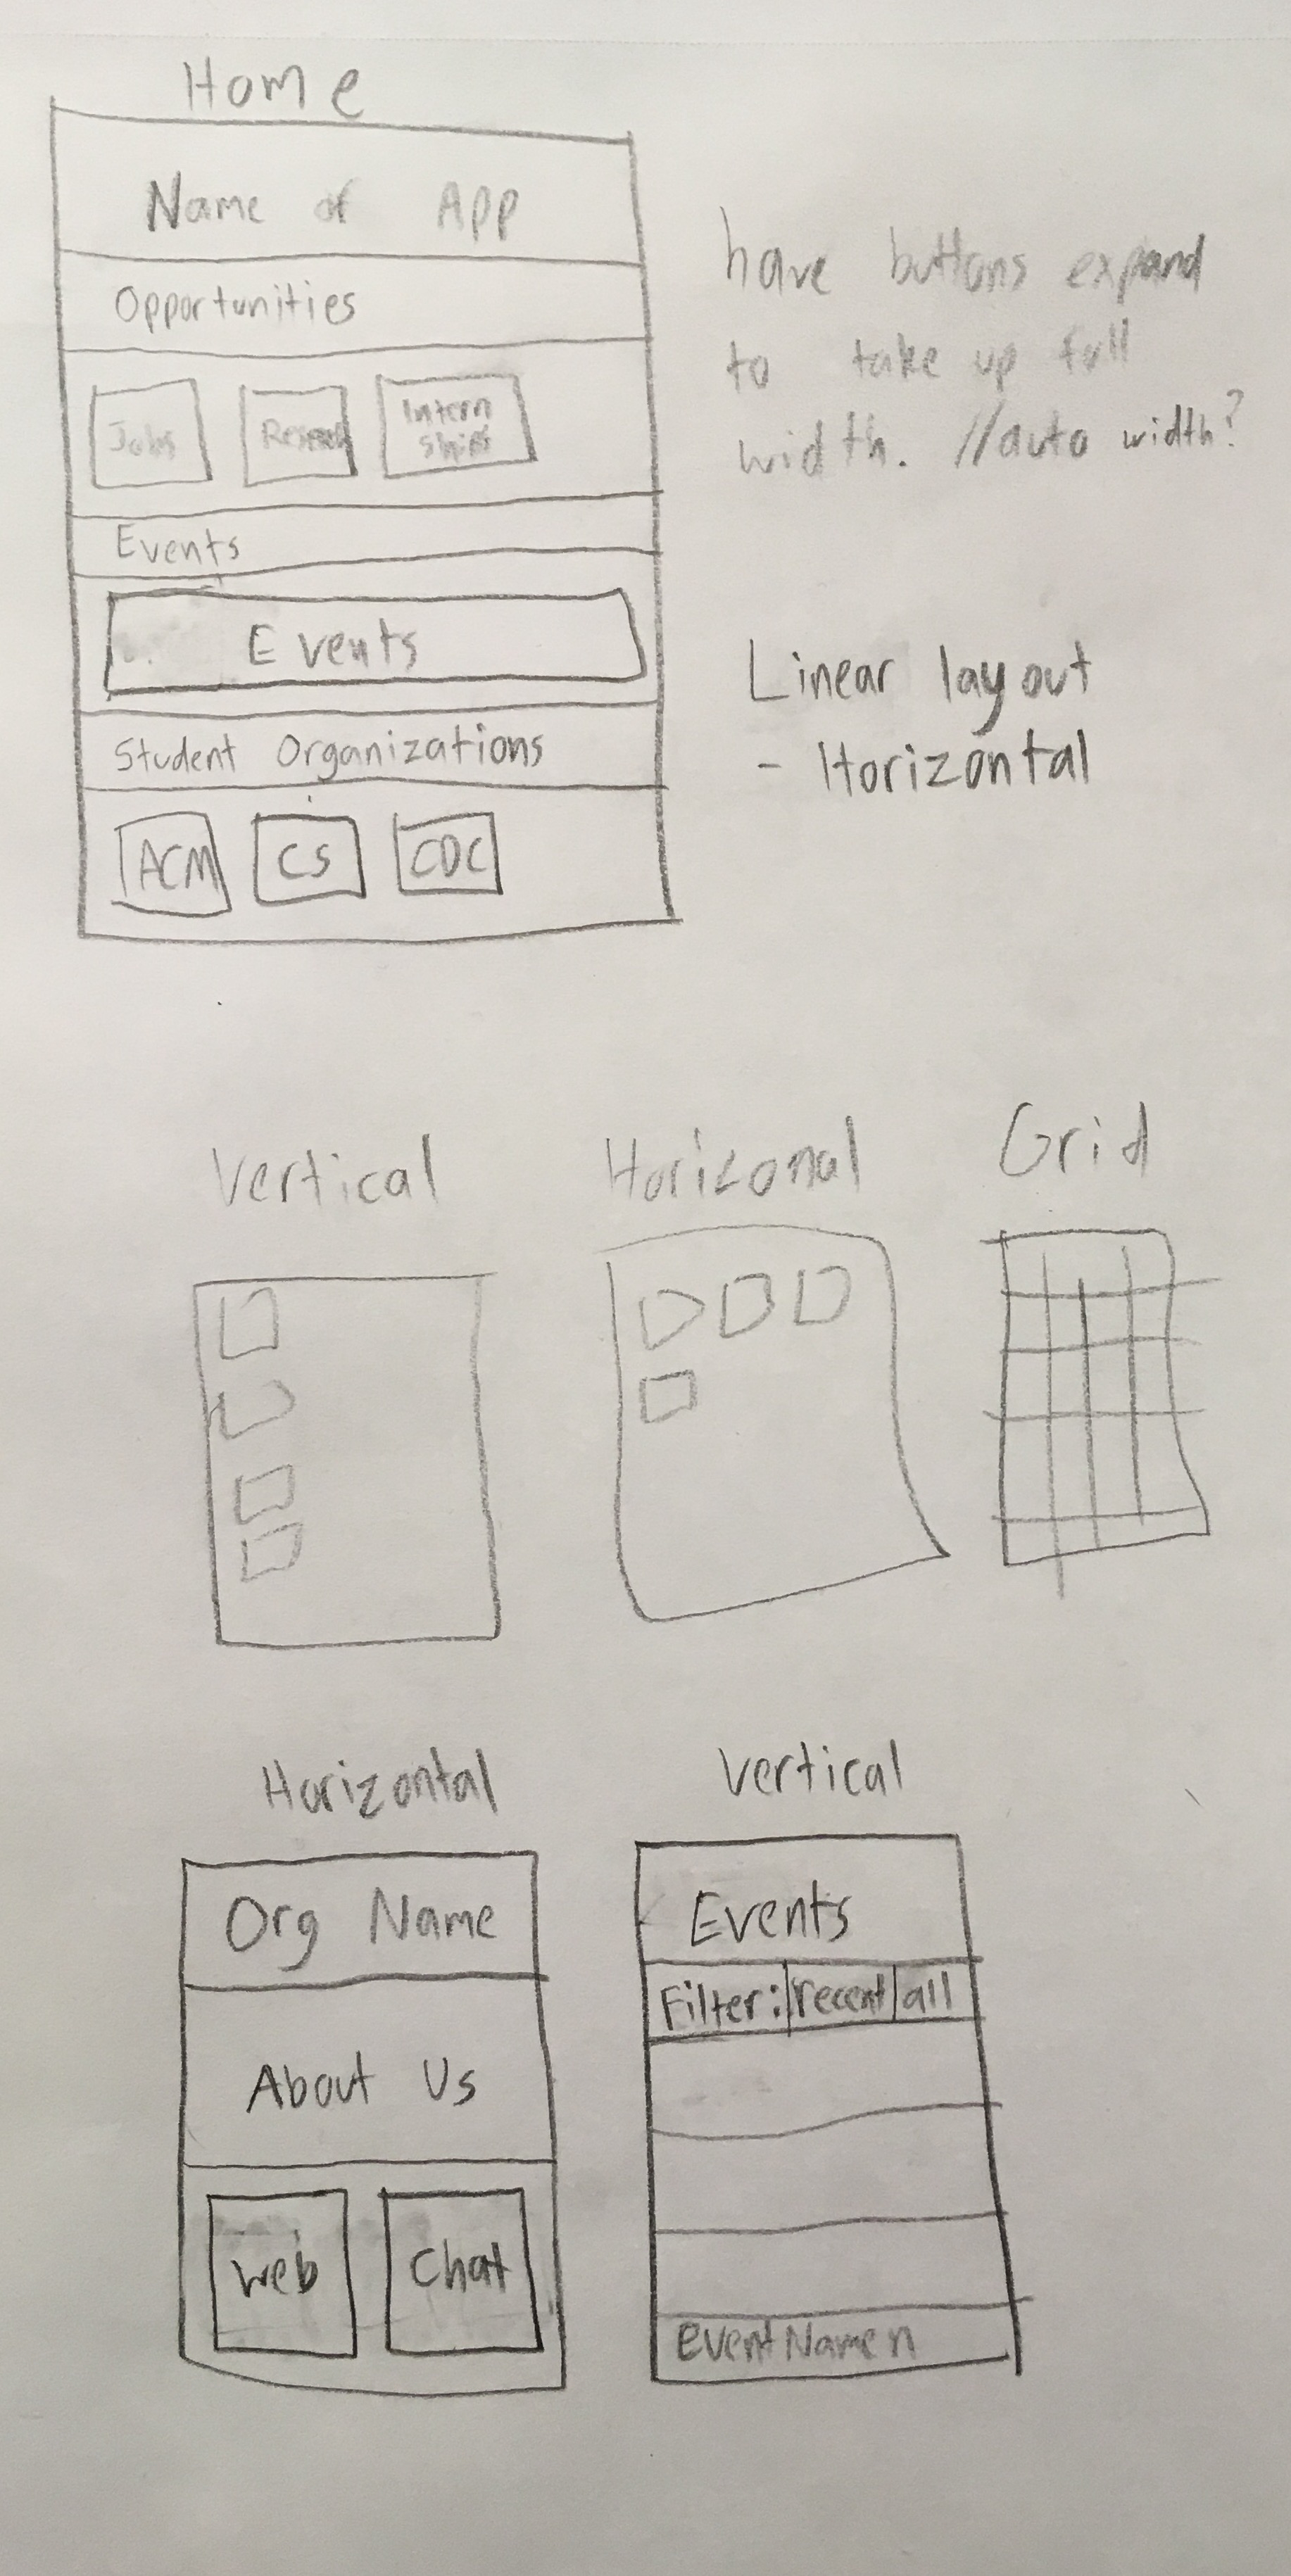 Home
Name of App
Opportunities
Jobs
Research
Intern
ships
Events
Events
Student Organizations
ACM
CS
CDC
have buttons expand
to take up full
width. //auto width?
Linear layout
- Horizontal
Vertical
Horizonal
Grid
Horizontal
Org Name
About Us
Web
Chat
Vertical
Events
Filter: recent all
EventName n